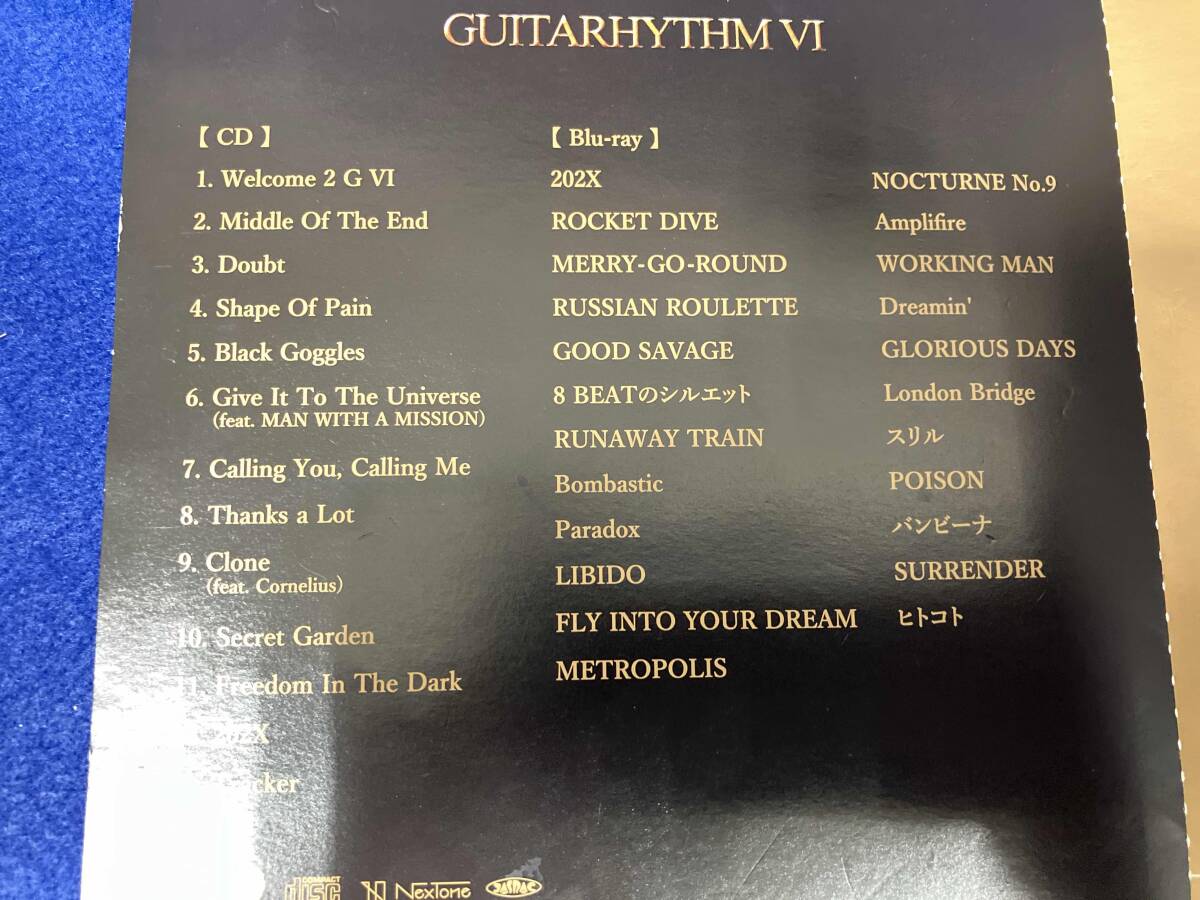 GUITARHYTHM VI
【 CD 】
1. Welcome 2 G VI
2. Middle Of The End
3. Doubt
4. Shape Of Pain
5. Black Goggles
6. Give It To The Universe
(feat. MAN WITH A MISSION)
7. Calling You, Calling Me
8. Thanks a Lot
9. Clone
(feat. Cornelius)
10. Secret Garden
11. Freedom In The Dark
202X
【 Blu-ray 】
202X
ROCKET DIVE
MERRY-GO-ROUND
RUSSIAN ROULETTE
GOOD SAVAGE
8 BEATのシルエット
RUNAWAY TRAIN
Bombastic
Paradox
LIBIDO
FLY INTO YOUR DREAM
METROPOLIS
NOCTURNE No.9
Amplifire
WORKING MAN
Dreamin'
GLORIOUS DAYS
London Bridge
スリル
POISON
バンビーナ
SURRENDER
ヒトコト
COMPACT
disc
NexTone
JASRAC